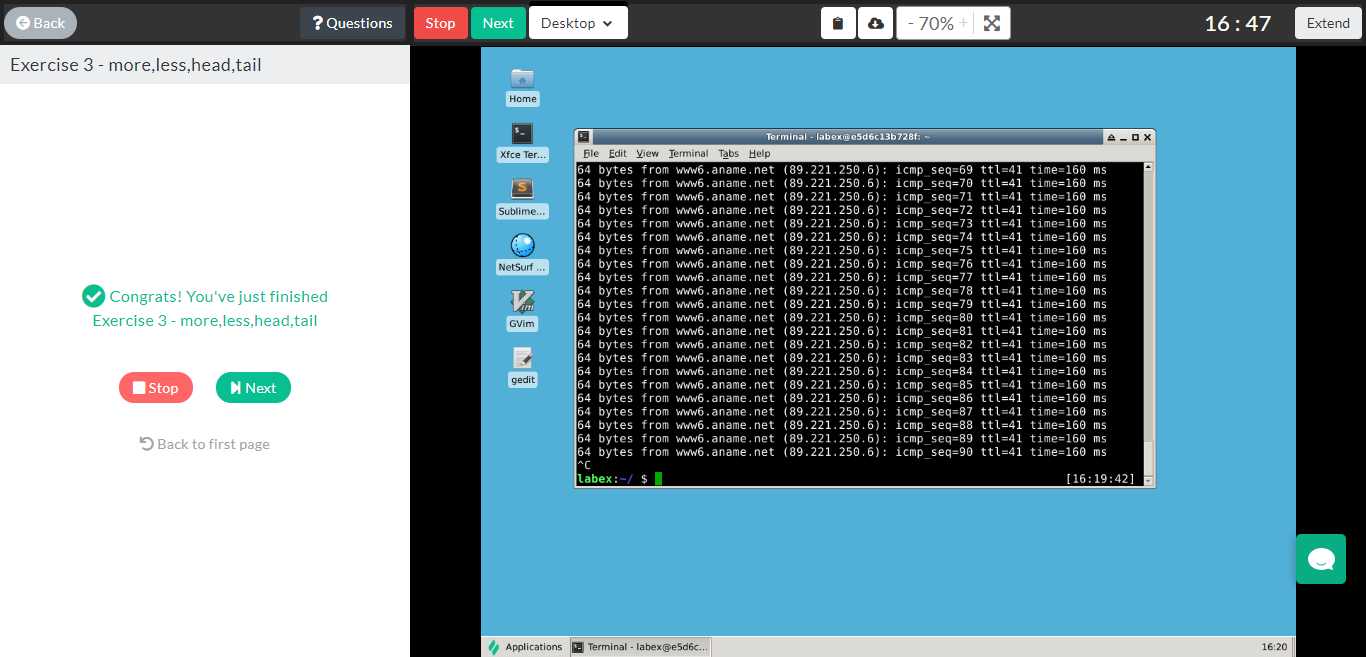 Back
? Questions
Stop
Next
Desktop
- 70% +
16 : 47
Extend
Exercise 3 - more,less,head,tail
Congrats! You've just finished
Exercise 3 - more,less,head,tail
Stop
Next
Back to first page
Home
Xfce Ter...
Sublime...
NetSurf ...
GVim
gedit
Terminal - labex@e5d6c13b728f: ~
File Edit View Terminal Tabs Help
64 bytes from www6.aname.net (89.221.250.6): icmp_seq=69 ttl=41 time=160 ms
64 bytes from www6.aname.net (89.221.250.6): icmp_seq=70 ttl=41 time=160 ms
64 bytes from www6.aname.net (89.221.250.6): icmp_seq=71 ttl=41 time=160 ms
64 bytes from www6.aname.net (89.221.250.6): icmp_seq=72 ttl=41 time=160 ms
64 bytes from www6.aname.net (89.221.250.6): icmp_seq=73 ttl=41 time=160 ms
64 bytes from www6.aname.net (89.221.250.6): icmp_seq=74 ttl=41 time=160 ms
64 bytes from www6.aname.net (89.221.250.6): icmp_seq=75 ttl=41 time=160 ms
64 bytes from www6.aname.net (89.221.250.6): icmp_seq=76 ttl=41 time=160 ms
64 bytes from www6.aname.net (89.221.250.6): icmp_seq=77 ttl=41 time=160 ms
64 bytes from www6.aname.net (89.221.250.6): icmp_seq=78 ttl=41 time=160 ms
64 bytes from www6.aname.net (89.221.250.6): icmp_seq=79 ttl=41 time=160 ms
64 bytes from www6.aname.net (89.221.250.6): icmp_seq=80 ttl=41 time=160 ms
64 bytes from www6.aname.net (89.221.250.6): icmp_seq=81 ttl=41 time=160 ms
64 bytes from www6.aname.net (89.221.250.6): icmp_seq=82 ttl=41 time=160 ms
64 bytes from www6.aname.net (89.221.250.6): icmp_seq=83 ttl=41 time=160 ms
64 bytes from www6.aname.net (89.221.250.6): icmp_seq=84 ttl=41 time=160 ms
64 bytes from www6.aname.net (89.221.250.6): icmp_seq=85 ttl=41 time=160 ms
64 bytes from www6.aname.net (89.221.250.6): icmp_seq=86 ttl=41 time=160 ms
64 bytes from www6.aname.net (89.221.250.6): icmp_seq=87 ttl=41 time=160 ms
64 bytes from www6.aname.net (89.221.250.6): icmp_seq=88 ttl=41 time=160 ms
64 bytes from www6.aname.net (89.221.250.6): icmp_seq=89 ttl=41 time=160 ms
64 bytes from www6.aname.net (89.221.250.6): icmp_seq=90 ttl=41 time=160 ms
^C
labex:~/ $ [16:19:42]
Applications
Terminal - labex@e5d6c...
16:20